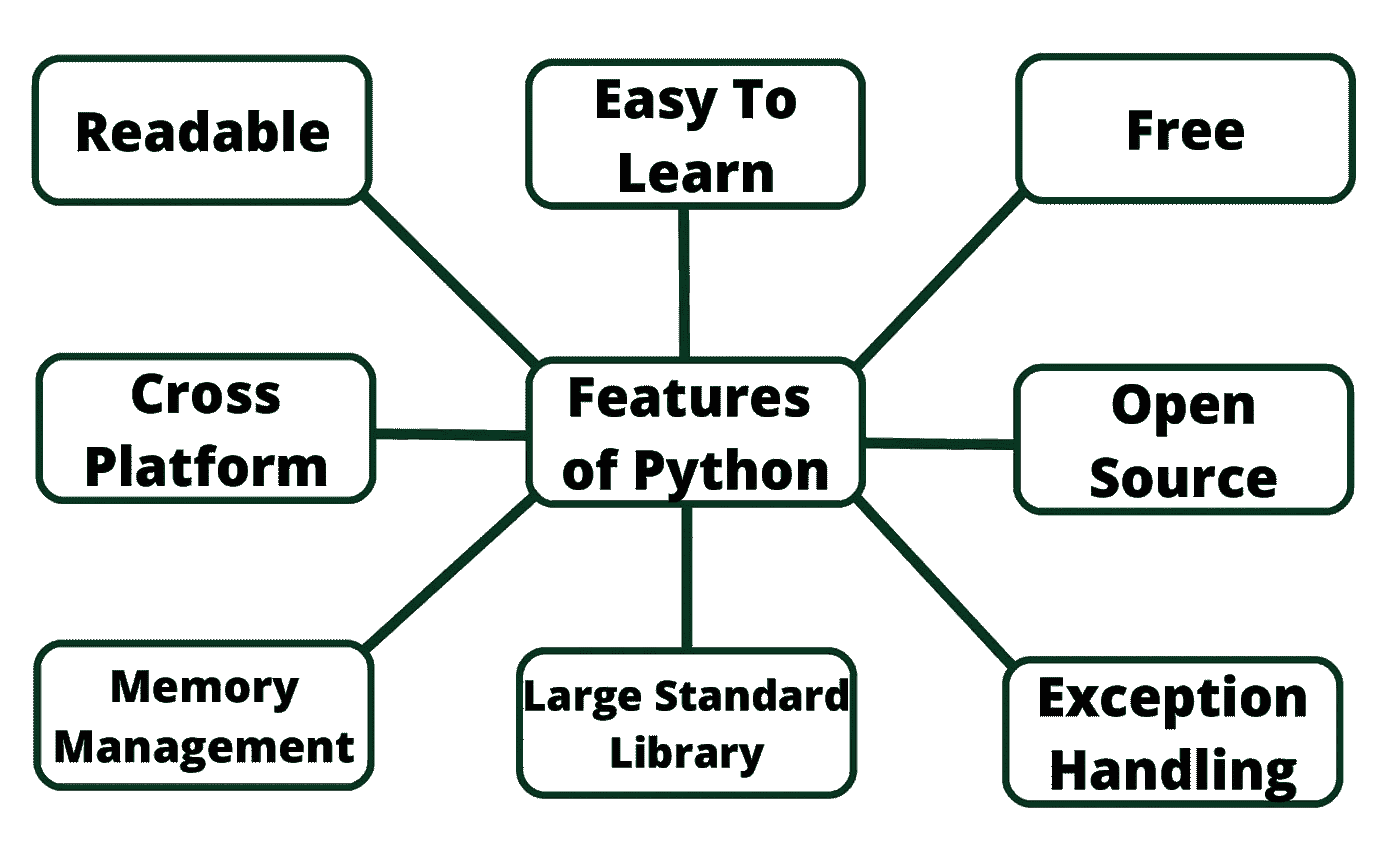 Readable
Easy To
Learn
Free
Cross
Platform
Features
of Python
Open
Source
Memory
Management
Large Standard
Library
Exception
Handling